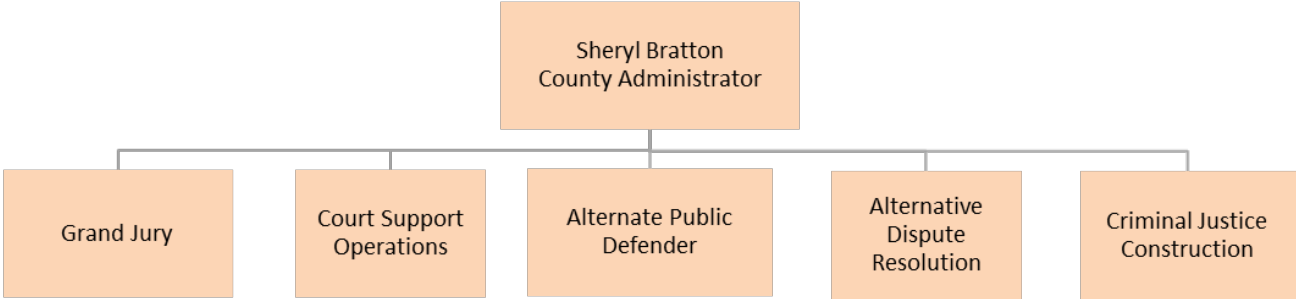 Sheryl Bratton
County Administrator
Grand Jury
Court Support
Operations
Alternate Public
Defender
Alternative
Dispute
Resolution
Criminal Justice
Construction